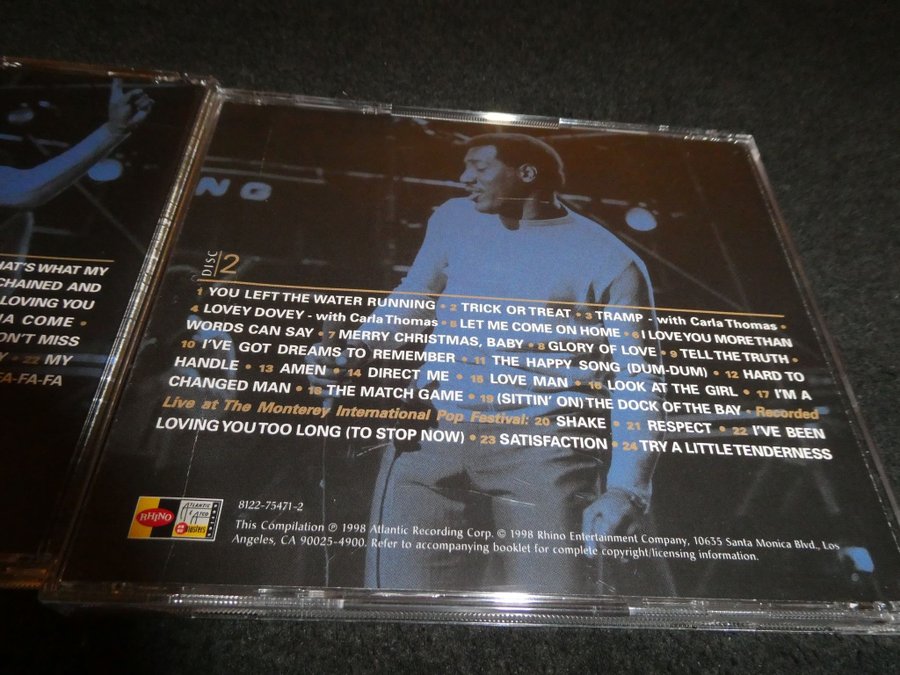 HAT'S WHAT MY
CHAINED AND
LOVING YOU
A COME •
ON'T MISS
Y • 22 MY
FA-FA-FA
NG
DISC 2
1 YOU LEFT THE WATER RUNNING • 2 TRICK OR TREAT • 3 TRAMP - with Carla Thomas •
4 LOVEY DOVEY - with Carla Thomas • 5 LET ME COME ON HOME • 6 I LOVE YOU MORE THAN
WORDS CAN SAY • 7 MERRY CHRISTMAS, BABY • 8 GLORY OF LOVE • 9 TELL THE TRUTH •
10 I'VE GOT DREAMS TO REMEMBER • 11 THE HAPPY SONG (DUM-DUM) • 12 HARD TO
HANDLE • 13 AMEN • 14 DIRECT ME • 15 LOVE MAN • 16 LOOK AT THE GIRL • 17 I'M A
CHANGED MAN • 18 THE MATCH GAME • 19 (SITTIN' ON) THE DOCK OF THE BAY • Recorded
Live at The Monterey International Pop Festival: 20 SHAKE • 21 RESPECT • 22 I'VE BEEN
LOVING YOU TOO LONG (TO STOP NOW) • 23 SATISFACTION • 24 TRY A LITTLE TENDERNESS
RHINO
ATLANTIC
& ATCO
Remasters
8122-75471-2
This Compilation ℗ 1998 Atlantic Recording Corp. © 1998 Rhino Entertainment Company, 10635 Santa Monica Blvd., Los
Angeles, CA 90025-4900. Refer to accompanying booklet for complete copyright/licensing information.